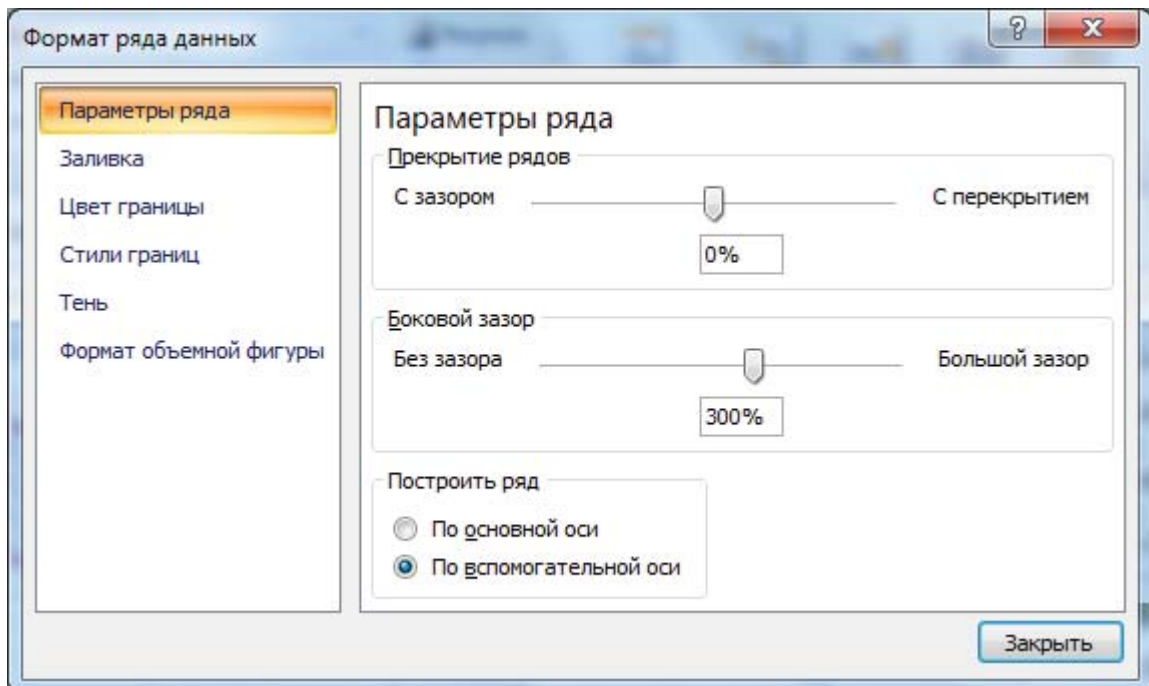 Формат ряда данных
Параметры ряда
Заливка
Цвет границы
Стили границ
Тень
Формат объемной фигуры
Параметры ряда
Прекрытие рядов
С зазором С перекрытием
0%
Боковой зазор
Без зазора Большой зазор
300%
Построить ряд
По основной оси
По вспомогательной оси
Закрыть